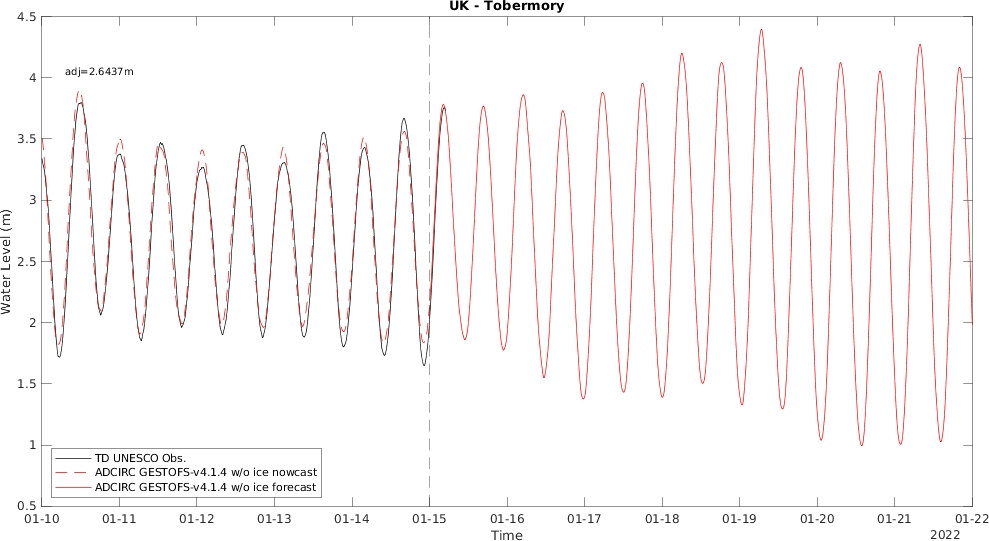 UK - Tobermory
adj=2.6437m
Water Level (m)
4.5
4
3.5
3
2.5
2
1.5
1
0.5
TD UNESCO Obs.
ADCIRC GESTOFS-v4.1.4 w/o ice nowcast
ADCIRC GESTOFS-v4.1.4 w/o ice forecast
01-10 01-11 01-12 01-13 01-14 01-15 01-16 01-17 01-18 01-19 01-20 01-21 01-22
Time
2022